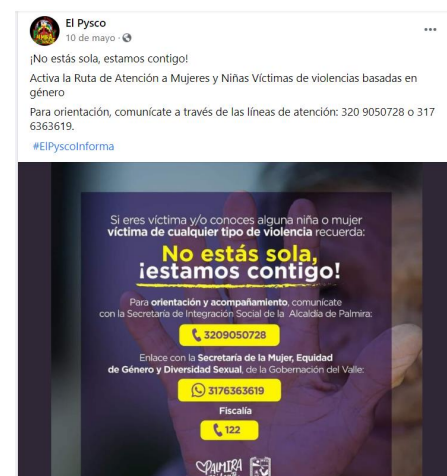 El Pysco
10 de mayo ·
¡No estás sola, estamos contigo!
Activa la Ruta de Atención a Mujeres y Niñas Víctimas de violencias basadas en
género
Para orientación, comunícate a través de las líneas de atención: 320 9050728 o 317
6363619.
#ElPyscoInforma
Si eres víctima y/o conoces alguna niña o mujer
víctima de cualquier tipo de violencia recuerda:
No estás sola,
¡estamos contigo!
Para orientación y acompañamiento, comunícate
con la Secretaría de Integración Social de la Alcaldía de Palmira:
3209050728
Enlace con la Secretaría de la Mujer, Equidad
de Género y Diversidad Sexual, de la Gobernación del Valle:
3176363619
Fiscalía
122
PALMIRA